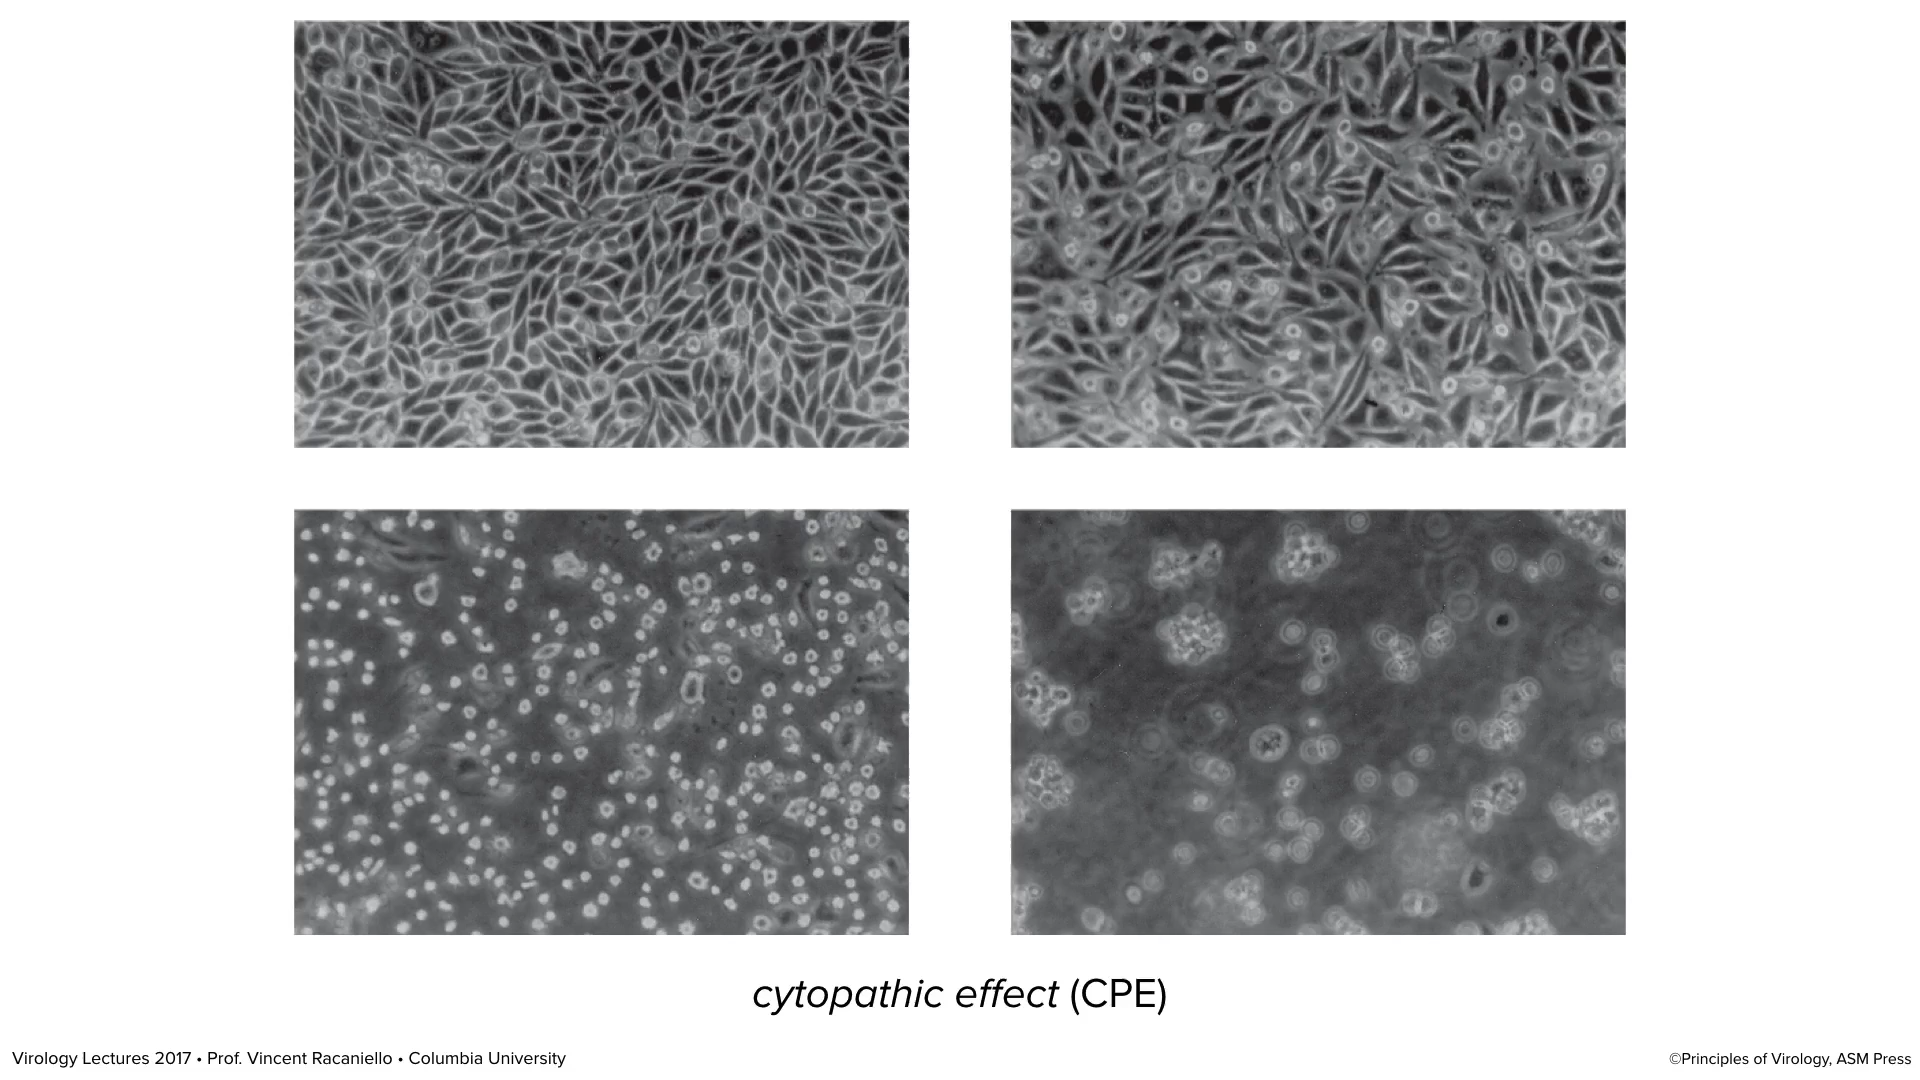 cytopathic effect (CPE)
Virology Lectures 2017 • Prof. Vincent Racaniello • Columbia University
©Principles of Virology, ASM Press